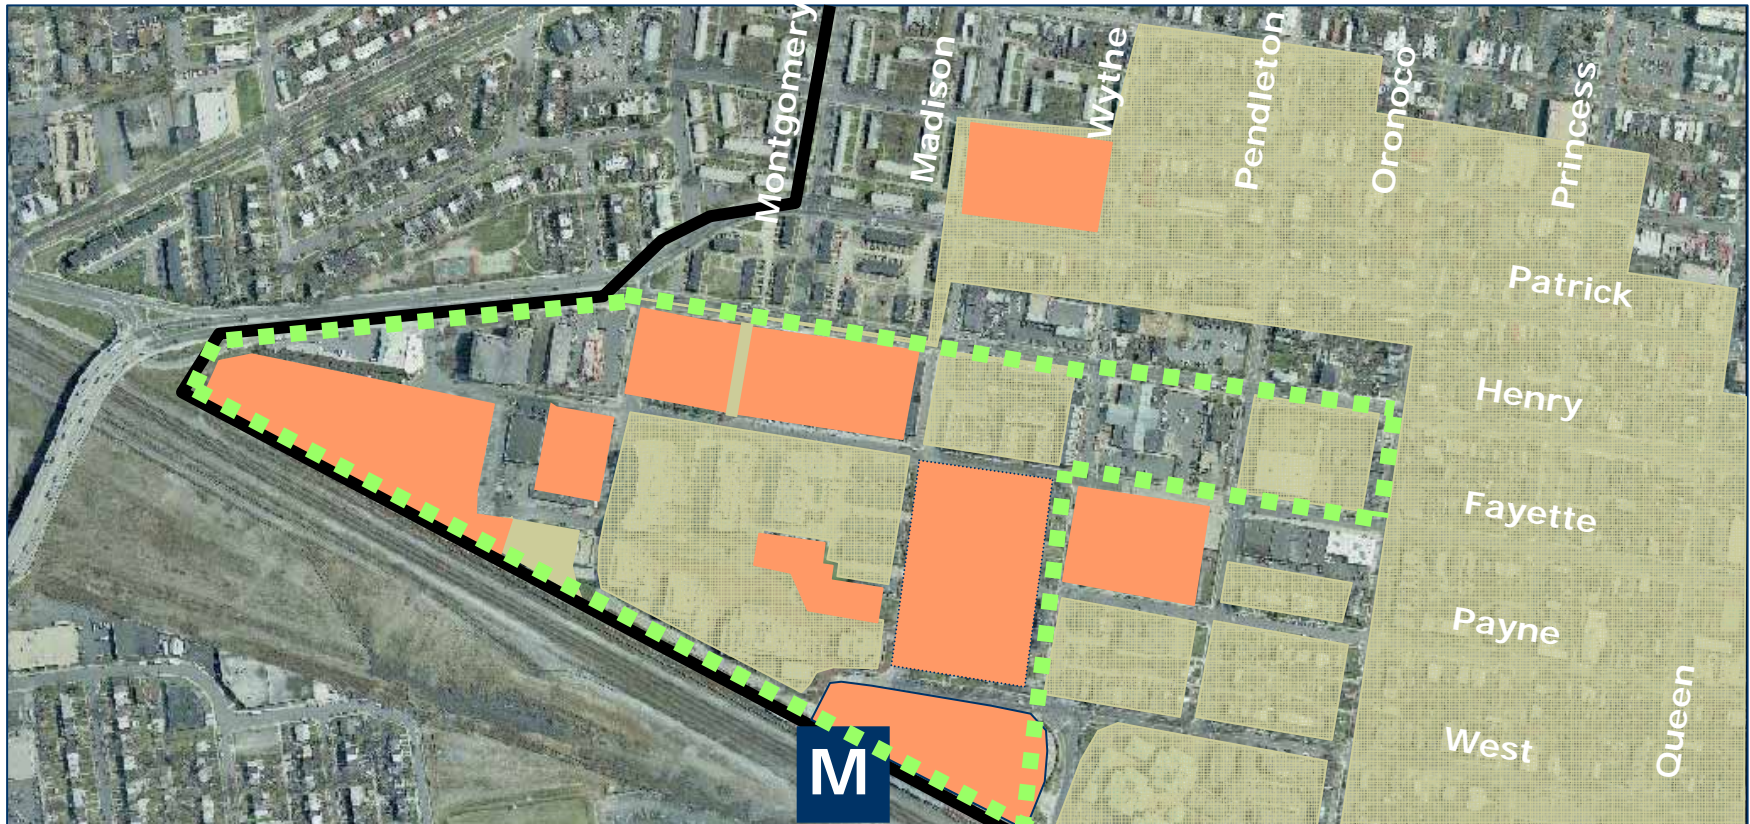 Montgomery
Madison
Wythe
Pendleton
Oronoco
Princess
Patrick
Henry
Fayette
Payne
West
Queen
M